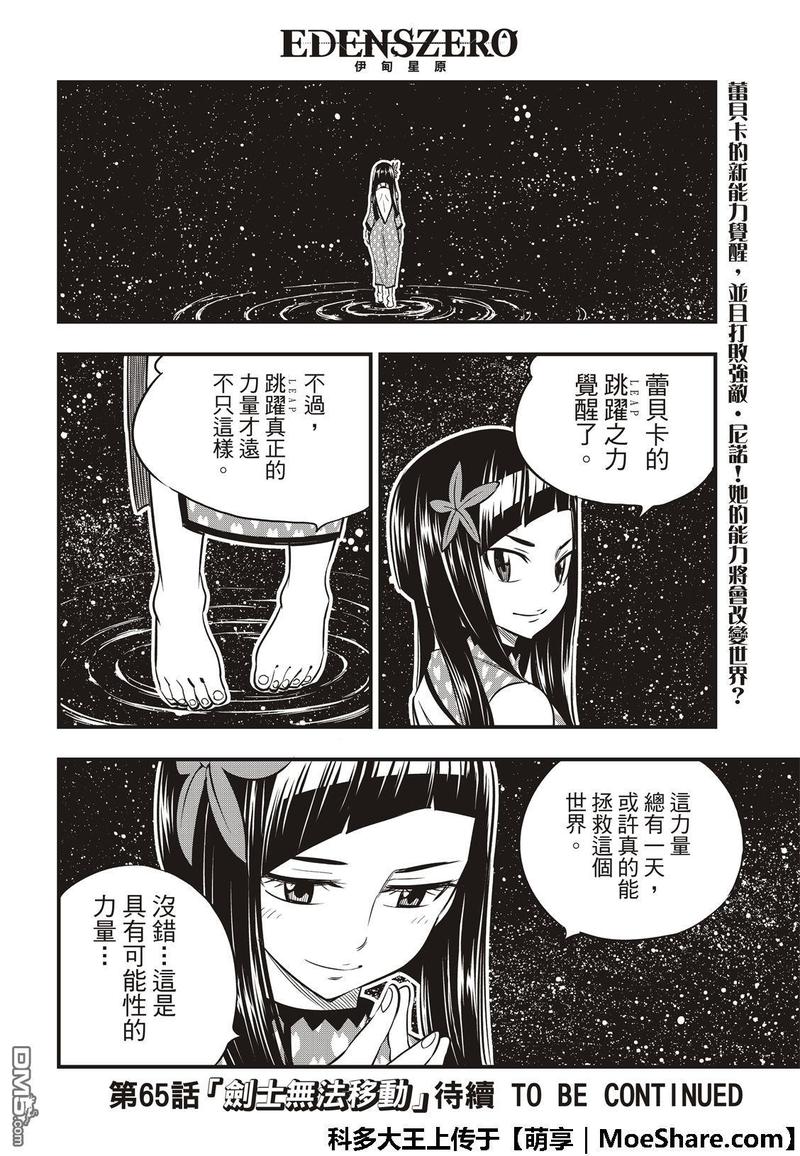 EDENSZERO
伊甸星原
蕾貝卡的新能力覺醒，並且打敗強敵・尼諾！她的能力將會改變世界？
蕾貝卡的
跳躍之力
LEAP
覺醒了。
不過，
跳躍真正的
LEAP
力量才遠
不只這樣。
這力量
總有一天，
或許真的能
拯救這個
世界。
沒錯…這是
具有可能性的
力量…
第65話「劍士無法移動」待續 TO BE CONTINUED
DM5.com
科多大王上传于【萌享】|MoeShare.com】